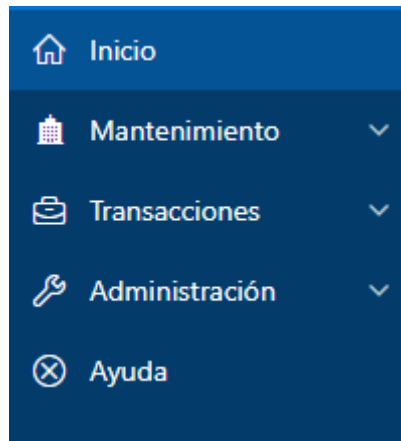 Inicio
Mantenimiento
Transacciones
Administración
Ayuda